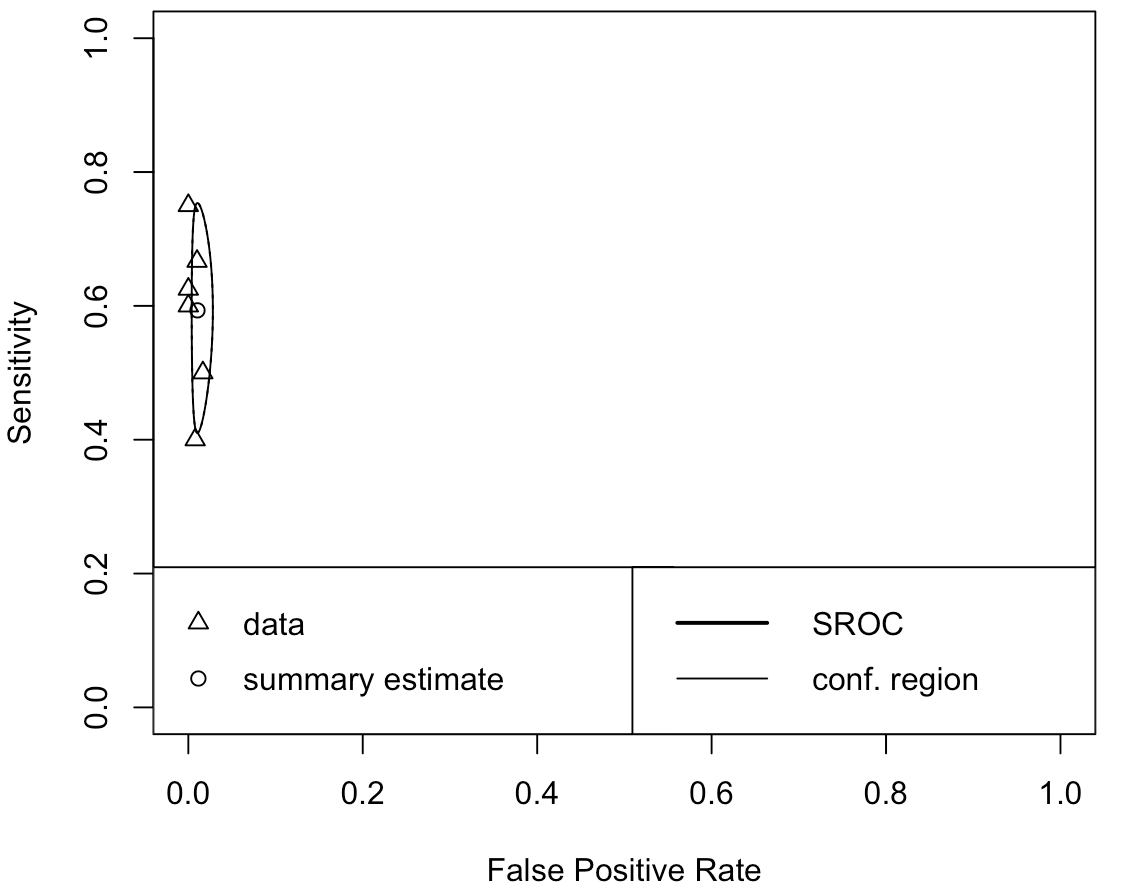 1.0
0.8
0.6
0.4
0.2
0.0
Sensitivity
data
summary estimate
SROC
conf. region
0.0 0.2 0.4 0.6 0.8 1.0
False Positive Rate